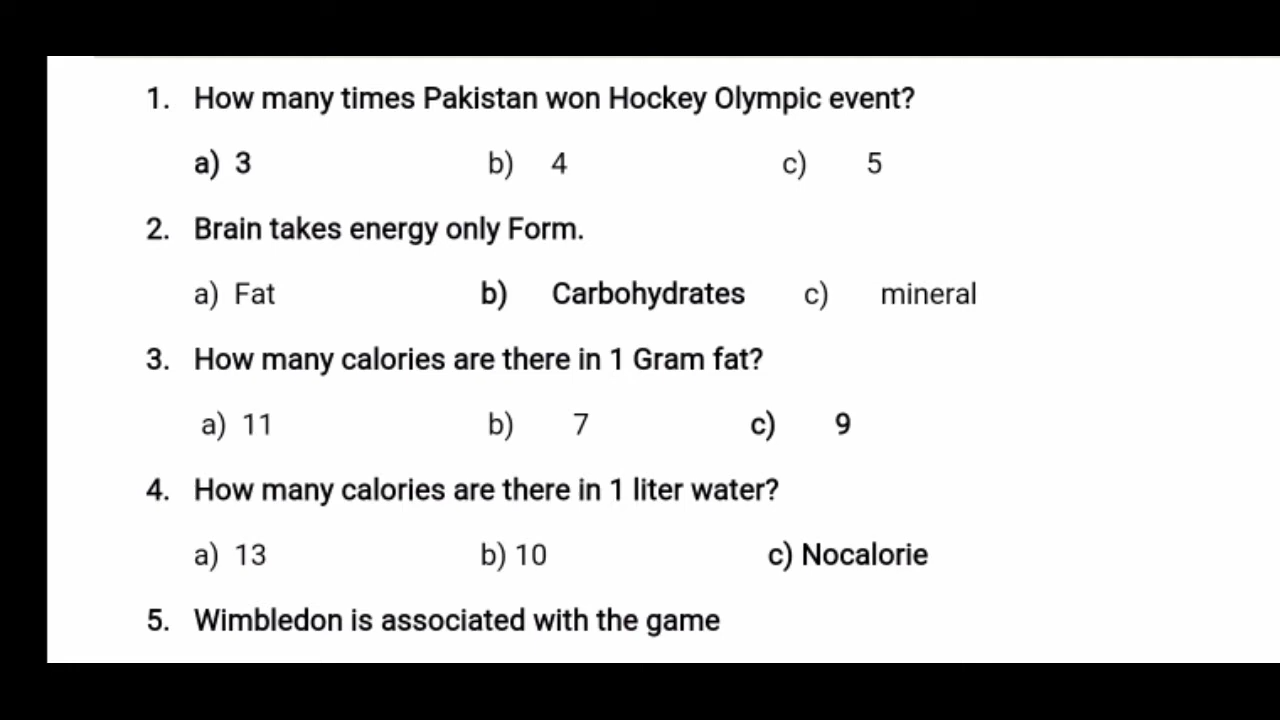 1. How many times Pakistan won Hockey Olympic event?
a) 3 b) 4 c) 5
2. Brain takes energy only Form.
a) Fat b) Carbohydrates c) mineral
3. How many calories are there in 1 Gram fat?
a) 11 b) 7 c) 9
4. How many calories are there in 1 liter water?
a) 13 b) 10 c) Nocalorie
5. Wimbledon is associated with the game